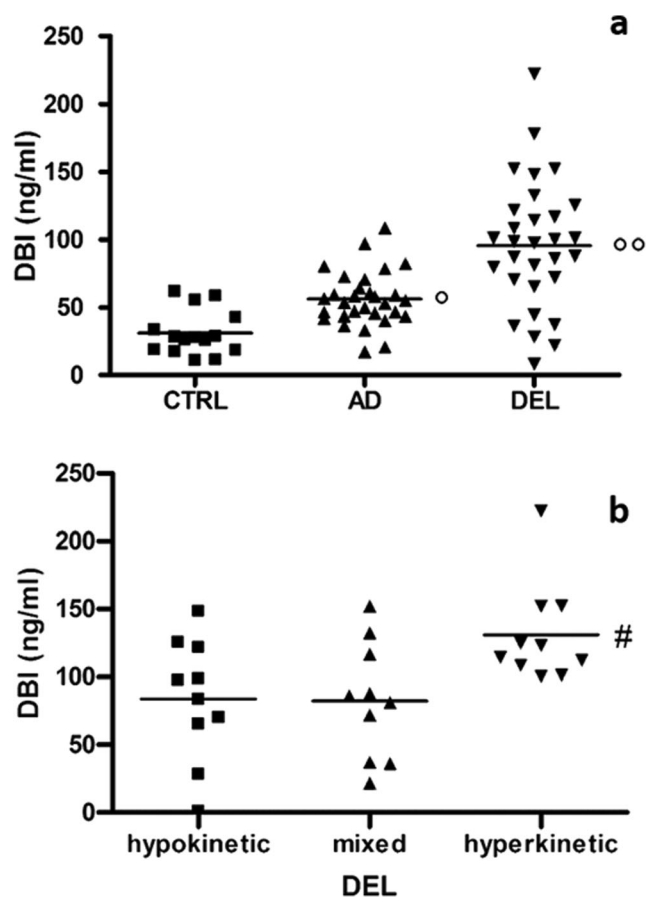 a
250
200
150
100
50
0
DBI (ng/ml)
CTRL AD DEL
b
250
200
150
100
50
0
DBI (ng/ml)
#
hypokinetic mixed hyperkinetic
DEL